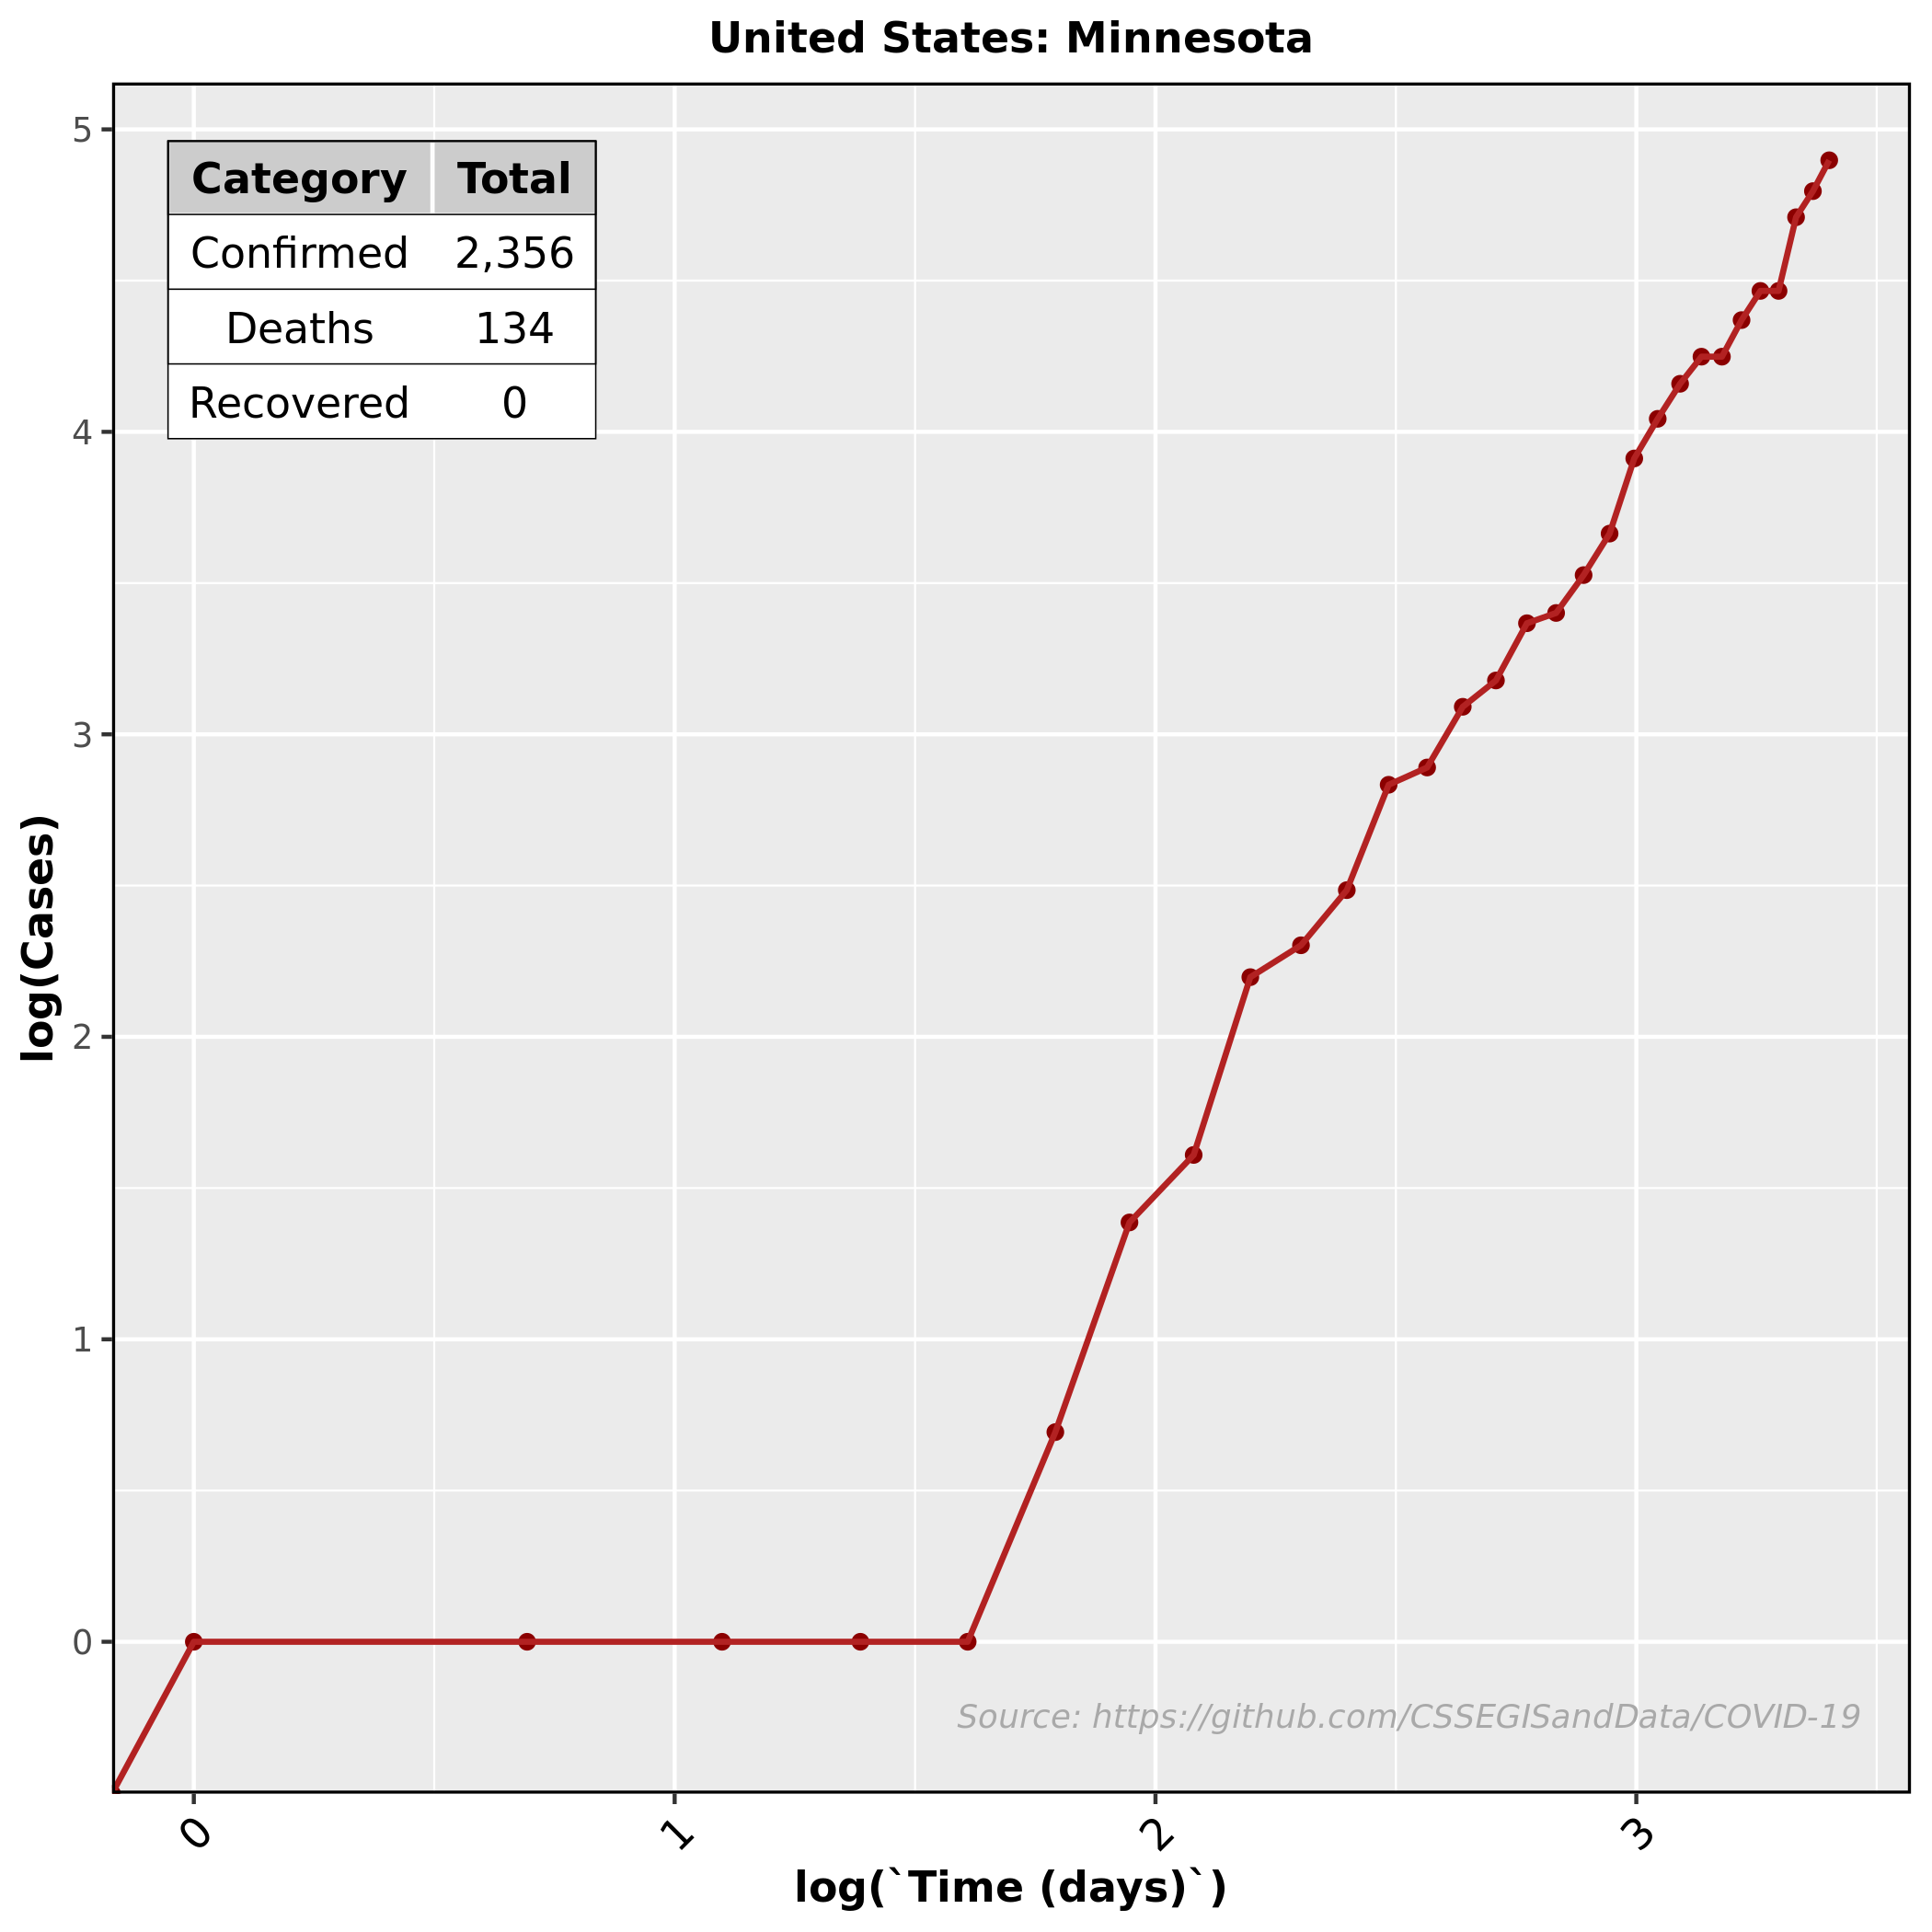 United States: Minnesota
5
4
3
2
1
0
log(Cases)
Category Total
Confirmed 2,356
Deaths 134
Recovered 0
Source: https://github.com/CSSEGISandData/COVID-19
0 1 2 3
log(`Time (days)`)